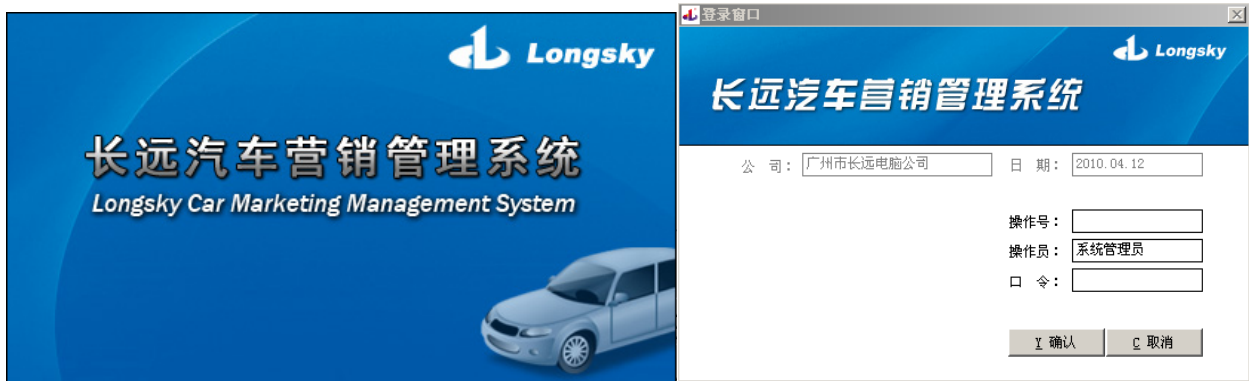 Longsky
长远汽车营销管理系统
Longsky Car Marketing Management System
登录窗口
Longsky
长远汽车营销管理系统
公 司: 广州市长远电脑公司 日 期: 2010.04.12
操作号:
操作员: 系统管理员
口 令:
Y 确认 C 取消